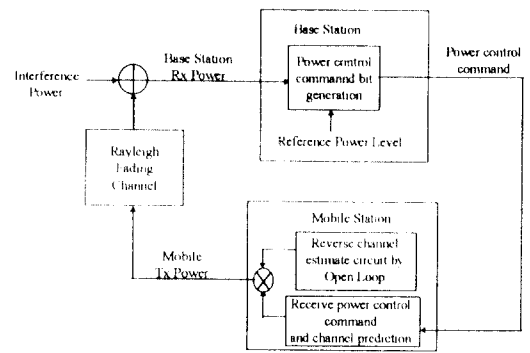 Base Station
Base Station
Rx Power
Power control
commannd bit
generation
Power control
command
Interference
Power
Reference Power Level
Rayleigh
Fading
Channel
Mobile Station
Mobile
Tx Power
Reverse channel
estimate circuit by
Open Loop
Receive power control
command
and channel prediction